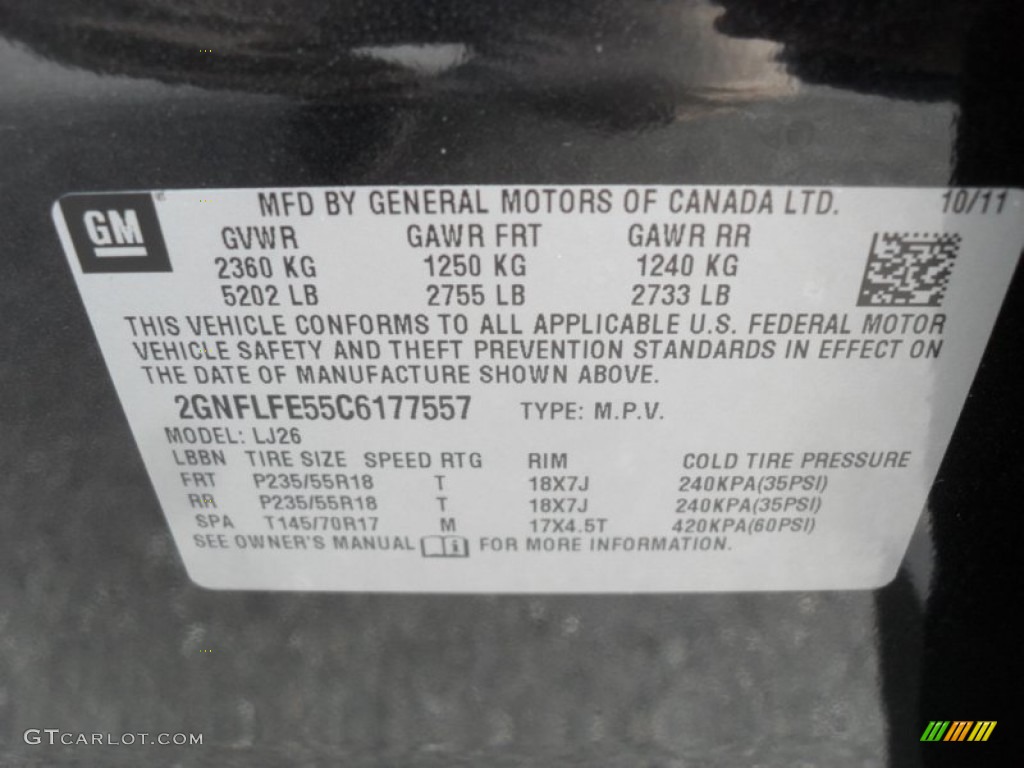 GM
MFD BY GENERAL MOTORS OF CANADA LTD. 10/11
GVWR GAWR FRT GAWR RR
2360 KG 1250 KG 1240 KG
5202 LB 2755 LB 2733 LB
THIS VEHICLE CONFORMS TO ALL APPLICABLE U.S. FEDERAL MOTOR
VEHICLE SAFETY AND THEFT PREVENTION STANDARDS IN EFFECT ON
THE DATE OF MANUFACTURE SHOWN ABOVE.
2GNFLFE55C6177557 TYPE: M.P.V.
MODEL: LJ26
LBBN TIRE SIZE SPEED RTG RIM COLD TIRE PRESSURE
FRT P235/55R18 T 18X7J 240KPA(35PSI)
RR P235/55R18 T 18X7J 240KPA(35PSI)
SPA T145/70R17 M 17X4.5T 420KPA(60PSI)
SEE OWNER'S MANUAL FOR MORE INFORMATION.
GTCARLOT.COM